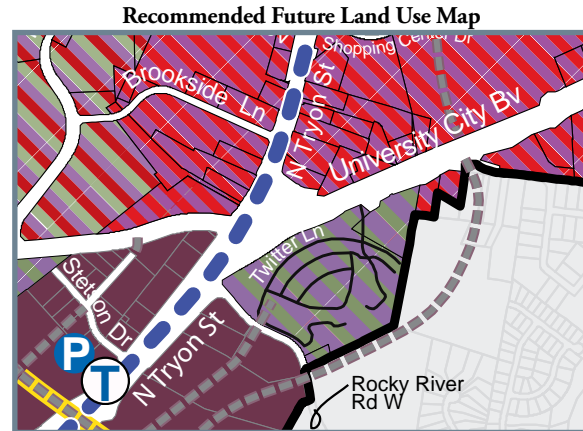 Recommended Future Land Use Map
Shopping Center Dr
Brookside Ln
N Tryon St
University City Bv
Twitter Ln
Stetson Dr
N Tryon St
P
T
Rocky River
Rd W